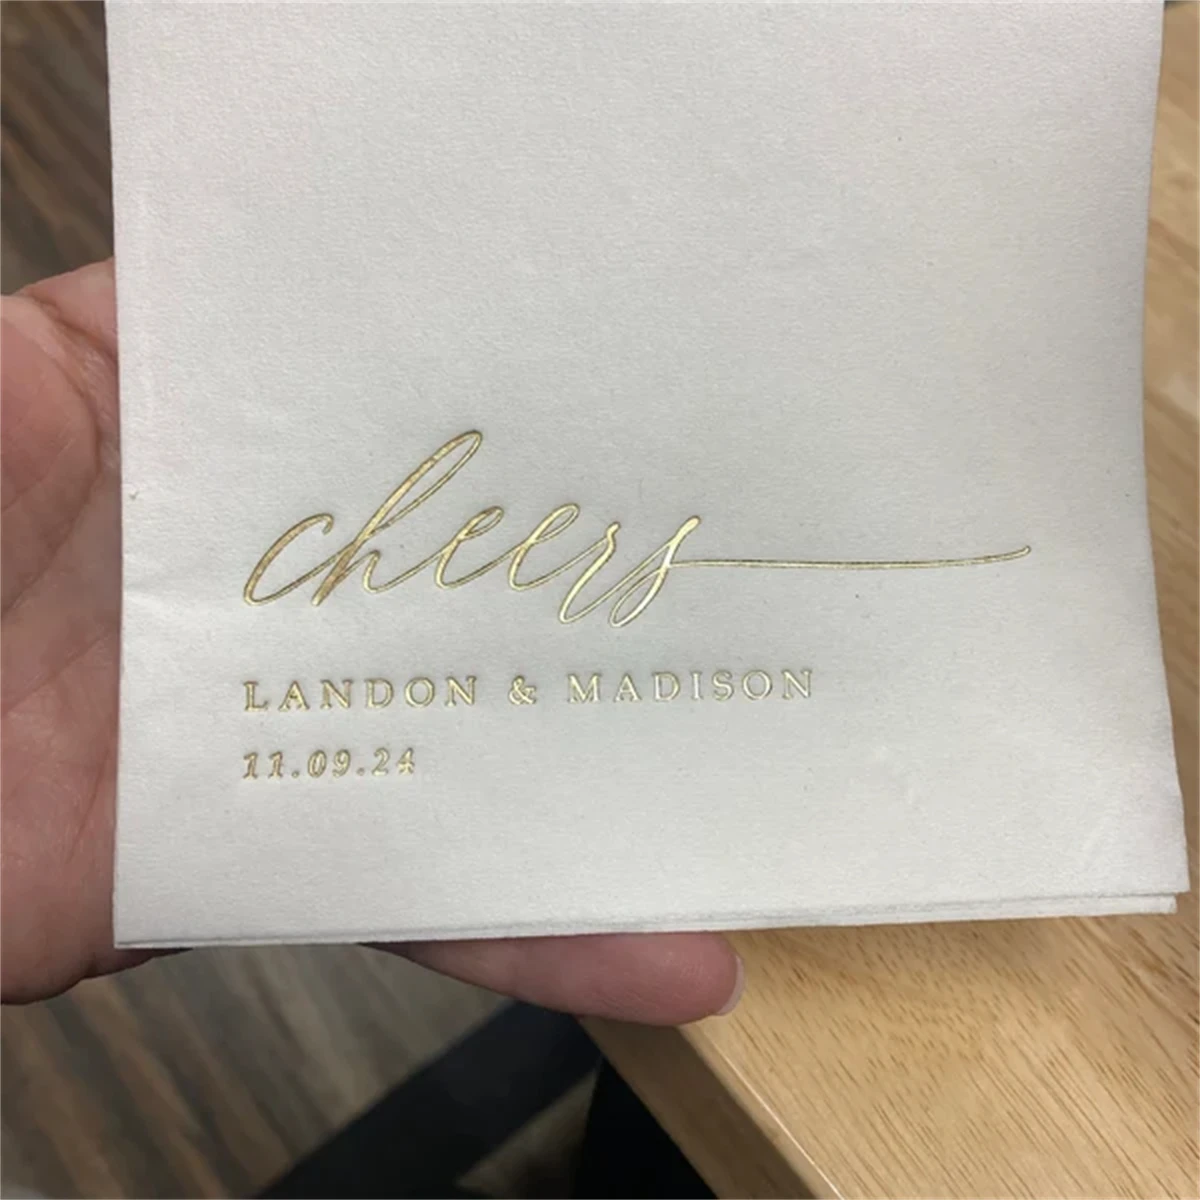 cheers
LANDON & MADISON
11.09.24